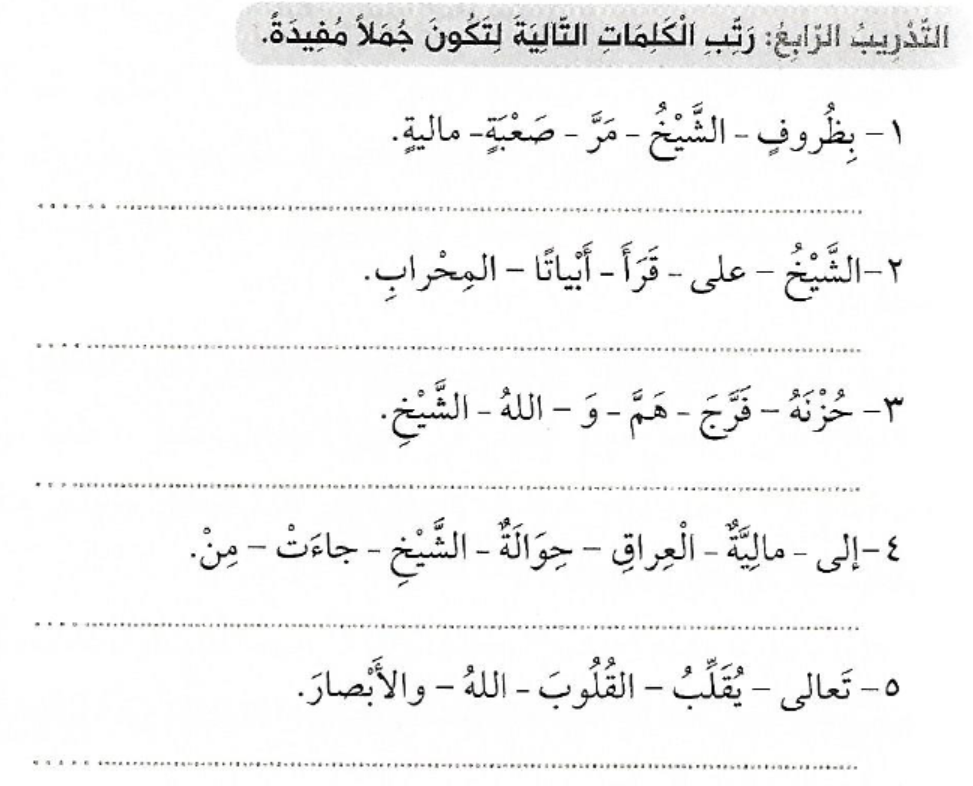 التَّدْرِيبُ الرّابِعُ: رَتِّبِ الْكَلِمَاتِ التَّالِيَةَ لِتَكُونَ جُمَلاً مُفِيدَةً.
١- بِظُروفٍ - الشَّيْخُ - مَرَّ - صَعْبَةٍ- ماليةٍ.
٢-الشَّيْخُ - على - قَرَأَ - أَبْياتًا - المِحْرابِ.
٣- حُزْنَهُ - فَرَّجَ - هَمَّ - وَ - اللهُ - الشَّيْخِ.
٤-إلى - مالِيَّةٌ - الْعِراقِ - حِوَالَةٌ - الشَّيْخِ - جاءَتْ - مِنْ.
٥- تَعالى - يُقَلِّبُ - القُلُوبَ - اللهُ - والأَبْصارَ.